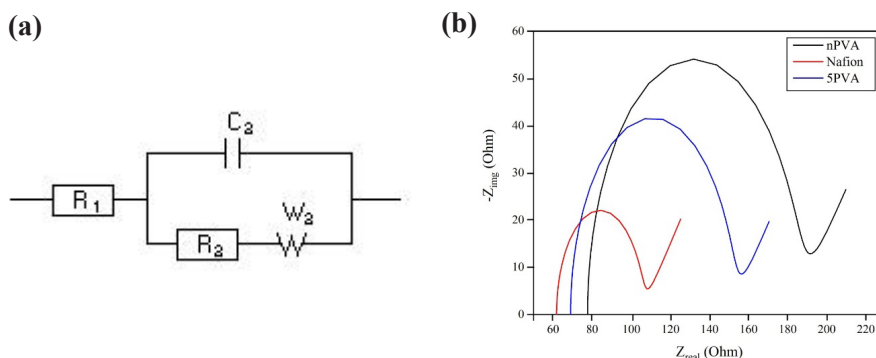 (a)
C2
R1
W2
R2
W
(b)
60
50
40
30
20
10
0
-Zimg (Ohm)
nPVA
Nafion
5PVA
60 80 100 120 140 160 180 200 220
Zreal (Ohm)